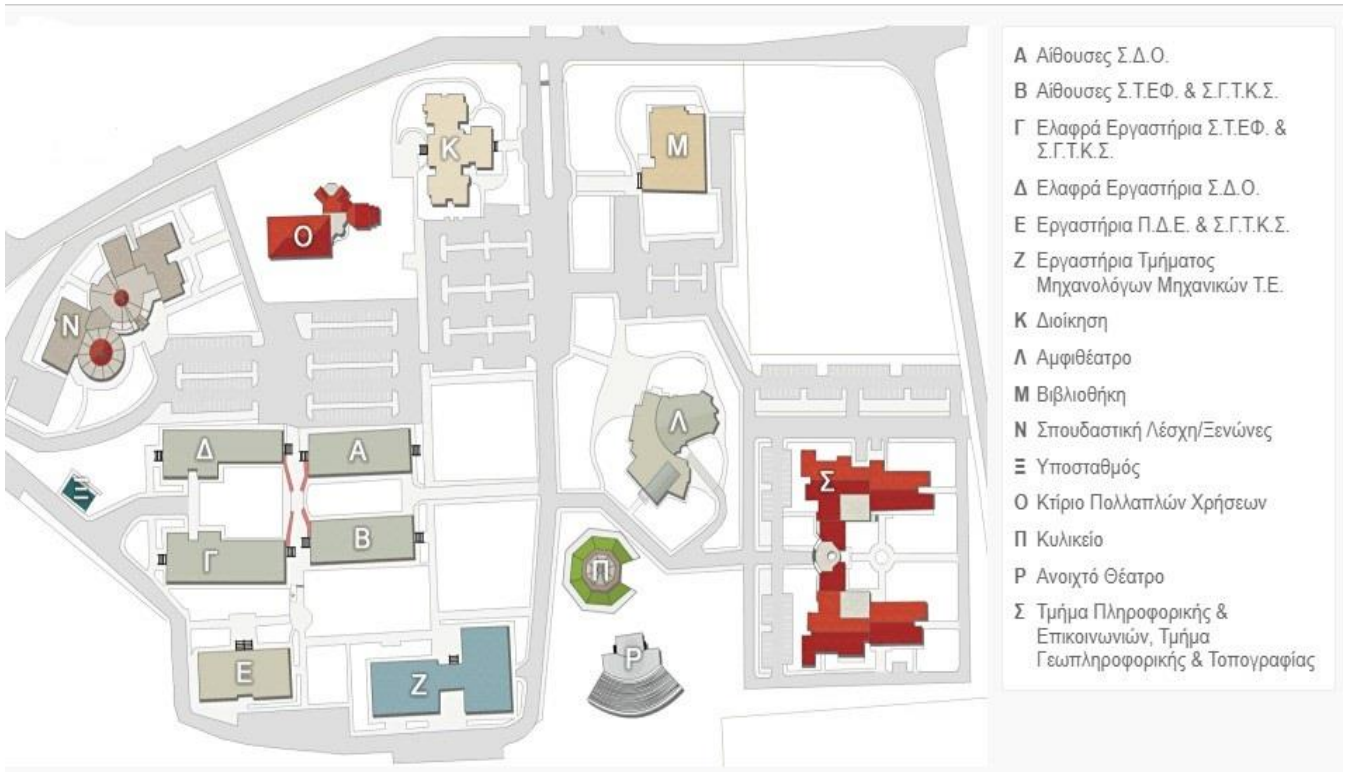 Κ
Μ
Ο
Ν
Λ
Δ
Α
Σ
Ξ
Β
Γ
Π
Ρ
Ε
Ζ
Α Αίθουσες Σ.Δ.Ο.
Β Αίθουσες Σ.Τ.ΕΦ. & Σ.Γ.Τ.Κ.Σ.
Γ Ελαφρά Εργαστήρια Σ.Τ.ΕΦ. &
Σ.Γ.Τ.Κ.Σ.
Δ Ελαφρά Εργαστήρια Σ.Δ.Ο.
Ε Εργαστήρια Π.Δ.Ε. & Σ.Γ.Τ.Κ.Σ.
Ζ Εργαστήρια Τμήματος
Μηχανολόγων Μηχανικών Τ.Ε.
Κ Διοίκηση
Λ Αμφιθέατρο
Μ Βιβλιοθήκη
Ν Σπουδαστική Λέσχη/Ξενώνες
Ξ Υποσταθμός
Ο Κτίριο Πολλαπλών Χρήσεων
Π Κυλικείο
Ρ Ανοιχτό Θέατρο
Σ Τμήμα Πληροφορικής &
Επικοινωνιών, Τμήμα
Γεωπληροφορικής & Τοπογραφίας